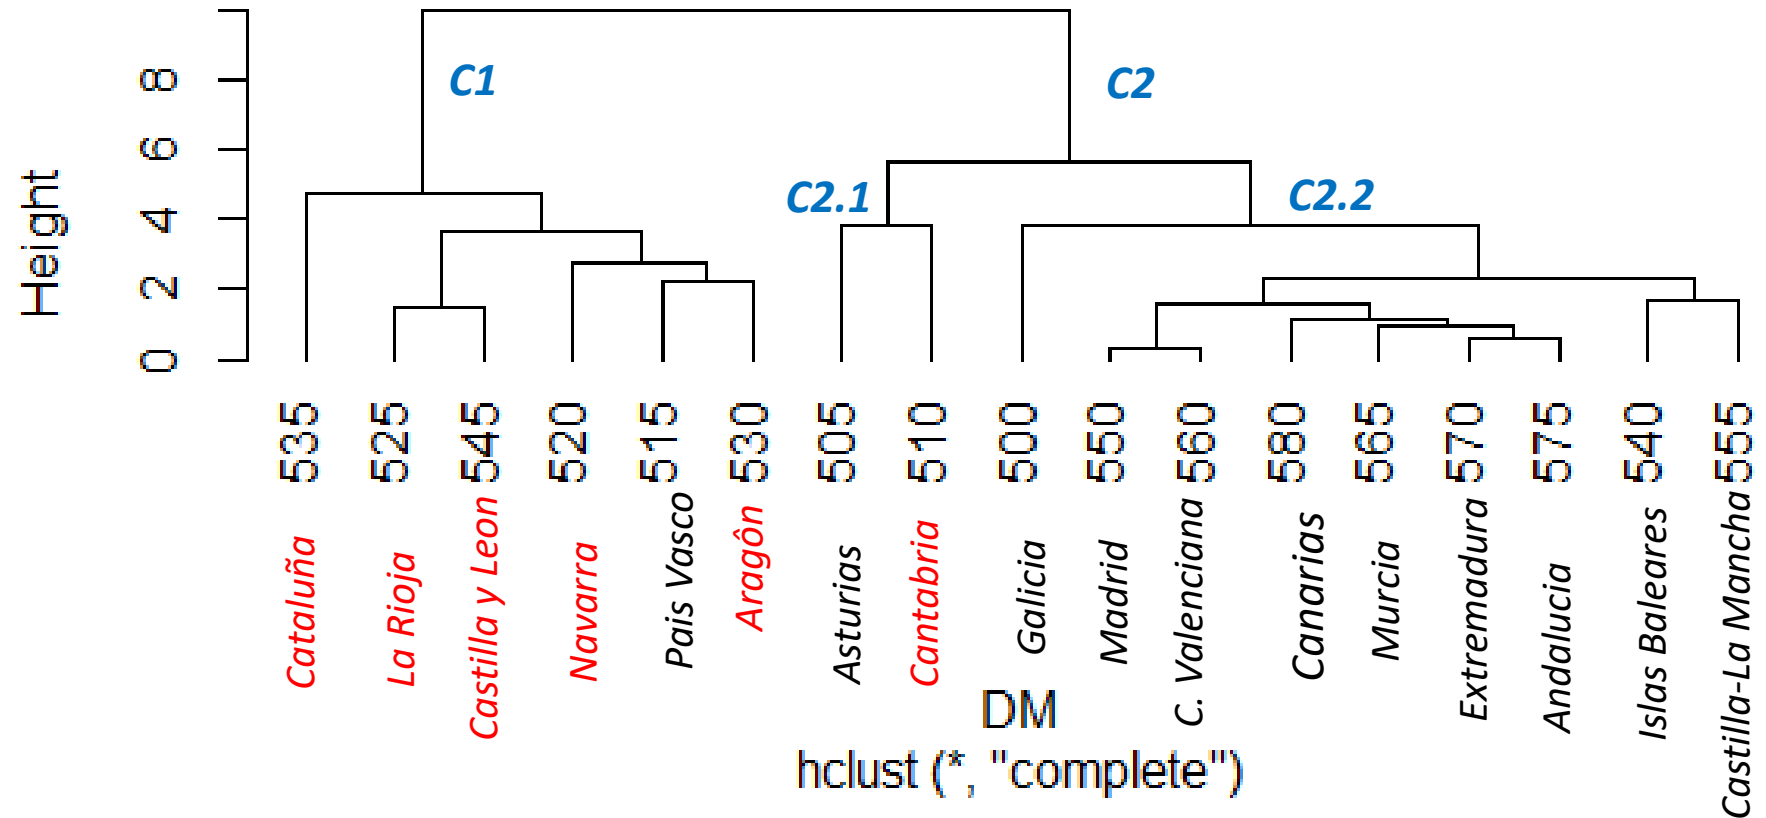 C1
C2
C2.1
C2.2
Height
8
6
4
2
0
535
525
545
520
515
530
505
510
500
550
560
580
565
570
575
540
555
Cataluña
La Rioja
Castilla y Leon
Navarra
Pais Vasco
Aragôn
Asturias
Cantabria
Galicia
Madrid
C. Valenciana
Canarias
Murcia
Extremadura
Andalucia
Islas Baleares
Castilla-La Mancha
DM
hclust (*, "complete")